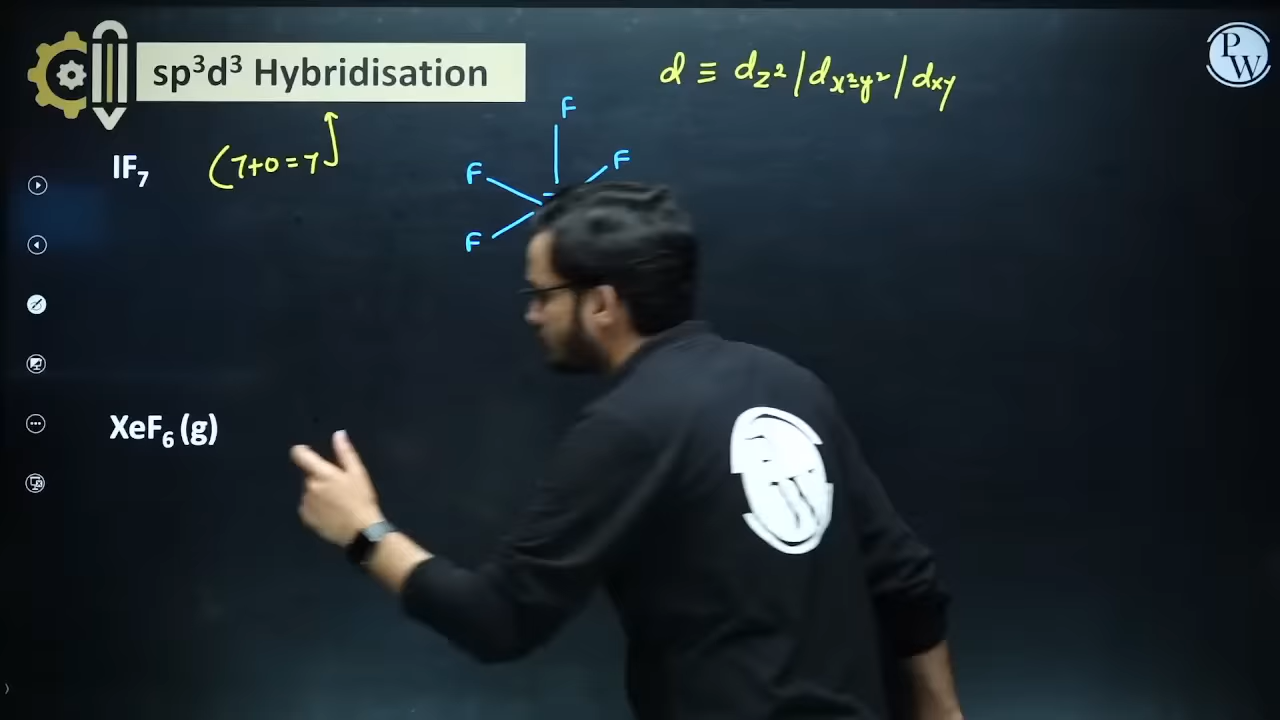 sp³d³ Hybridisation
d ≡ dz² / dx²-y² / dxy
IF₇
(7+0=7
F
F
F
F
XeF₆ (g)
PW